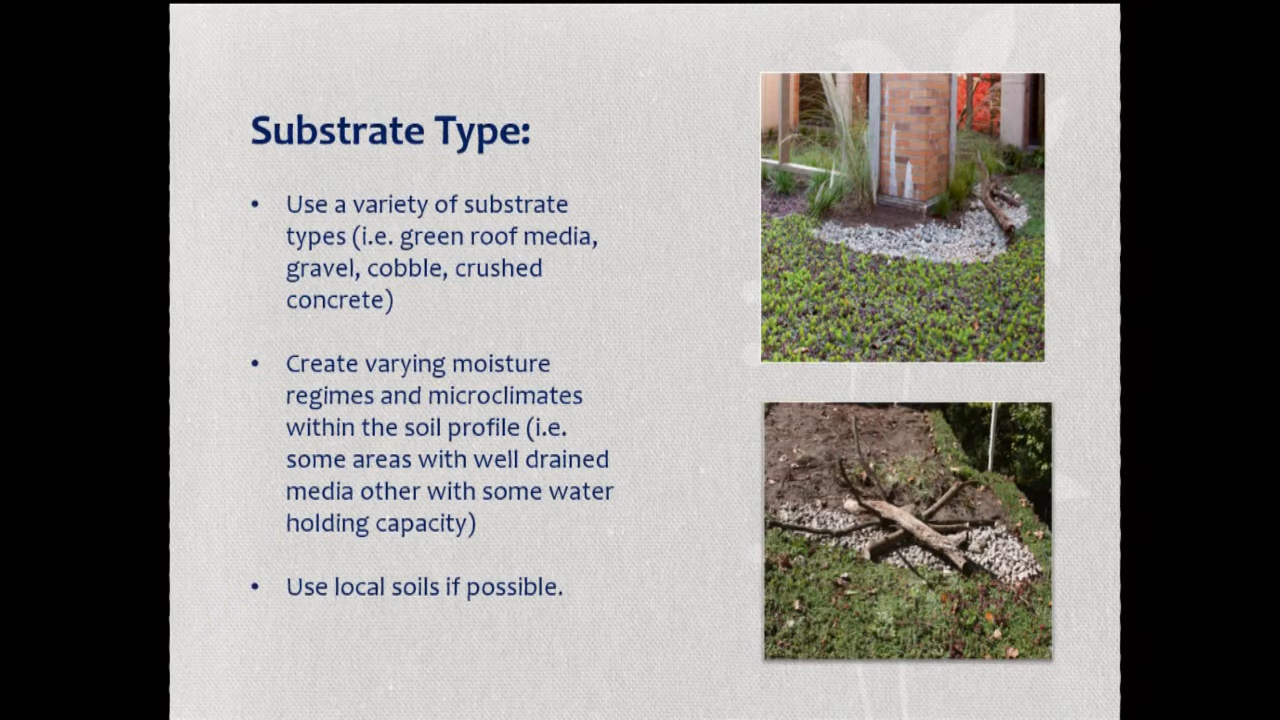 Substrate Type:
• Use a variety of substrate
types (i.e. green roof media,
gravel, cobble, crushed
concrete)
• Create varying moisture
regimes and microclimates
within the soil profile (i.e.
some areas with well drained
media other with some water
holding capacity)
• Use local soils if possible.